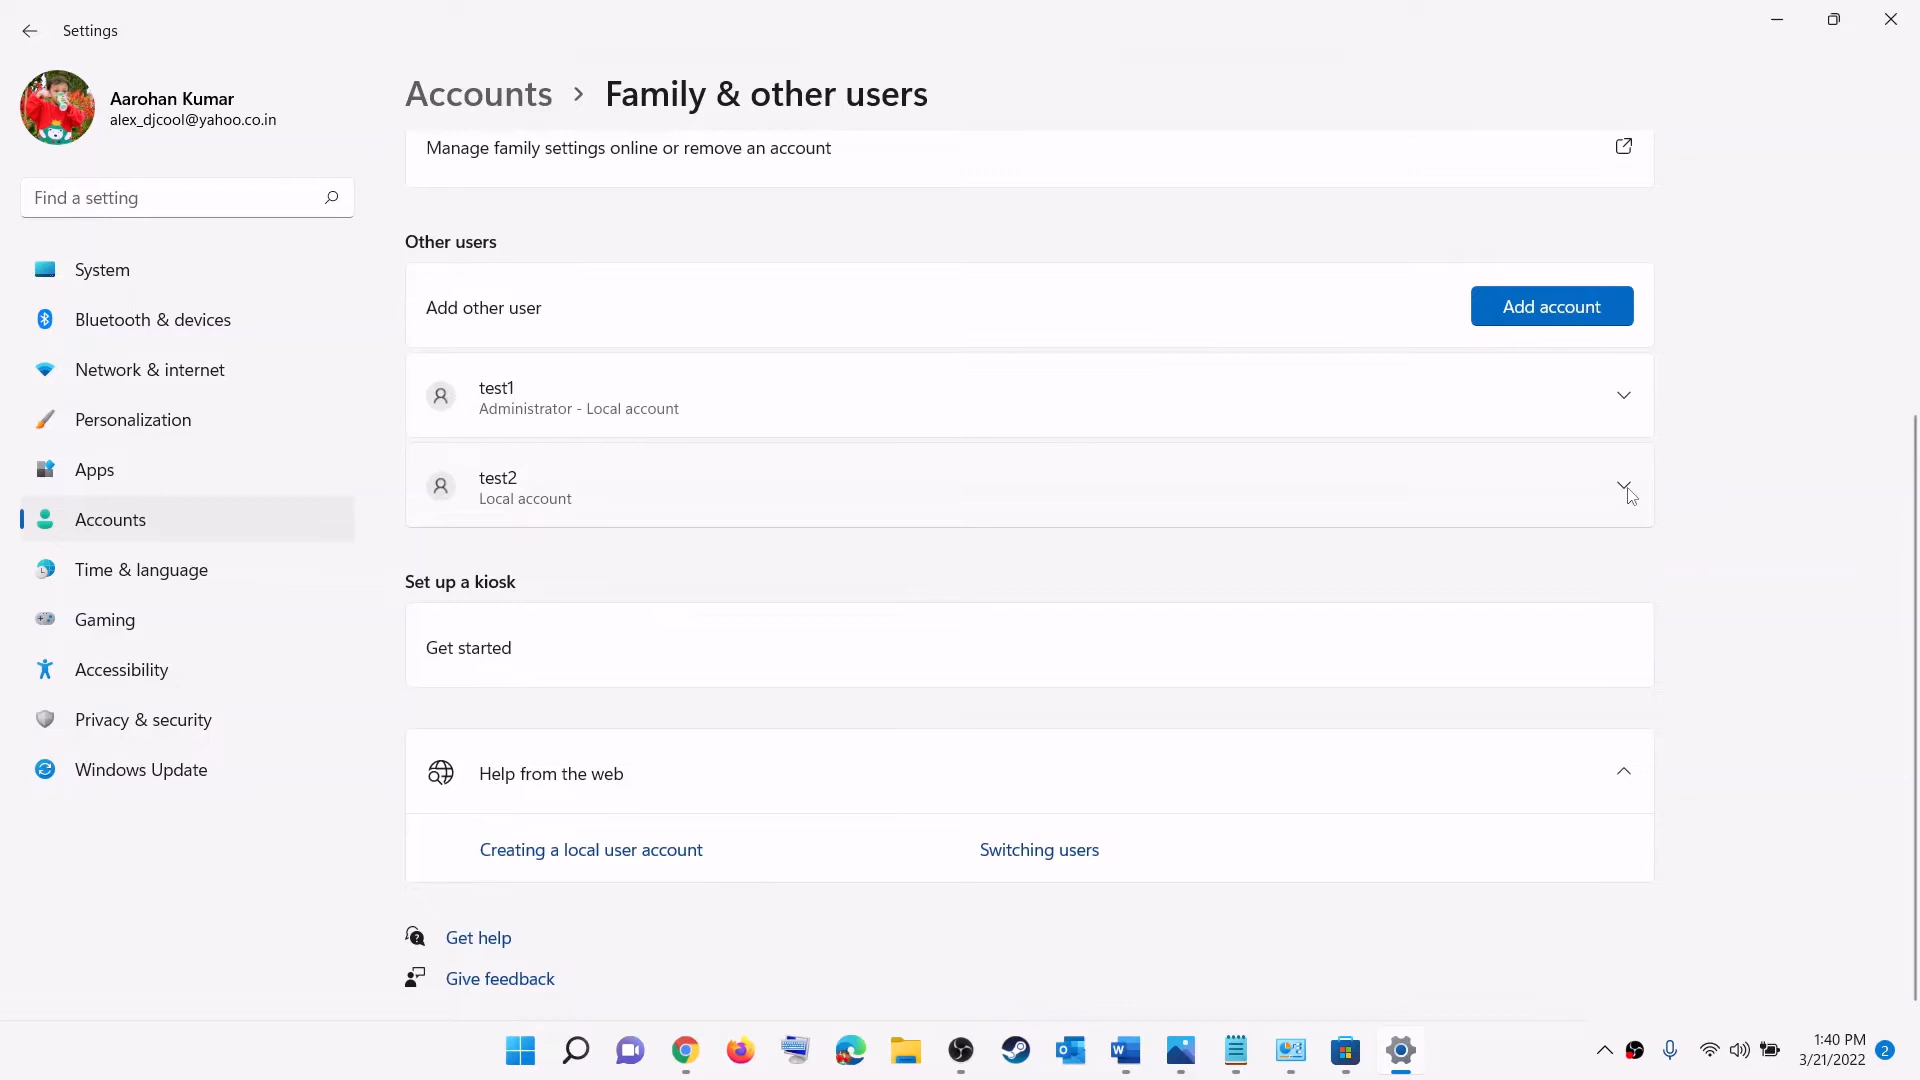 Settings
Aarohan Kumar
alex_djcool@yahoo.co.in
Find a setting
System
Bluetooth & devices
Network & internet
Personalization
Apps
Accounts
Time & language
Gaming
Accessibility
Privacy & security
Windows Update
Accounts > Family & other users
Manage family settings online or remove an account
Other users
Add other user
Add account
test1
Administrator - Local account
test2
Local account
Set up a kiosk
Get started
Help from the web
Creating a local user account
Switching users
Get help
Give feedback
1:40 PM
3/21/2022
2